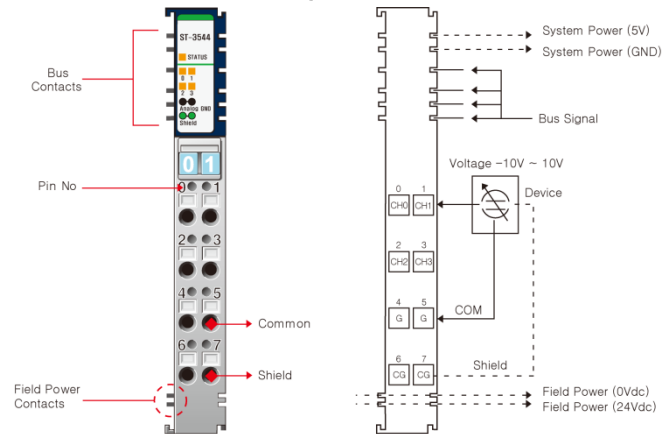 ST-3544
STATUS
0 1
2 3
Analog GND
Shield
Bus
Contacts
0 1
Pin No
0 1
2 3
4 5
Common
6 7
Shield
Field Power
Contacts
System Power (5V)
System Power (GND)
Bus Signal
Voltage -10V ~ 10V
Device
0 1
CH0 CH1
2 3
CH2 CH3
4 5
G G
COM
6 7
CG CG
Shield
Field Power (0Vdc)
Field Power (24Vdc)